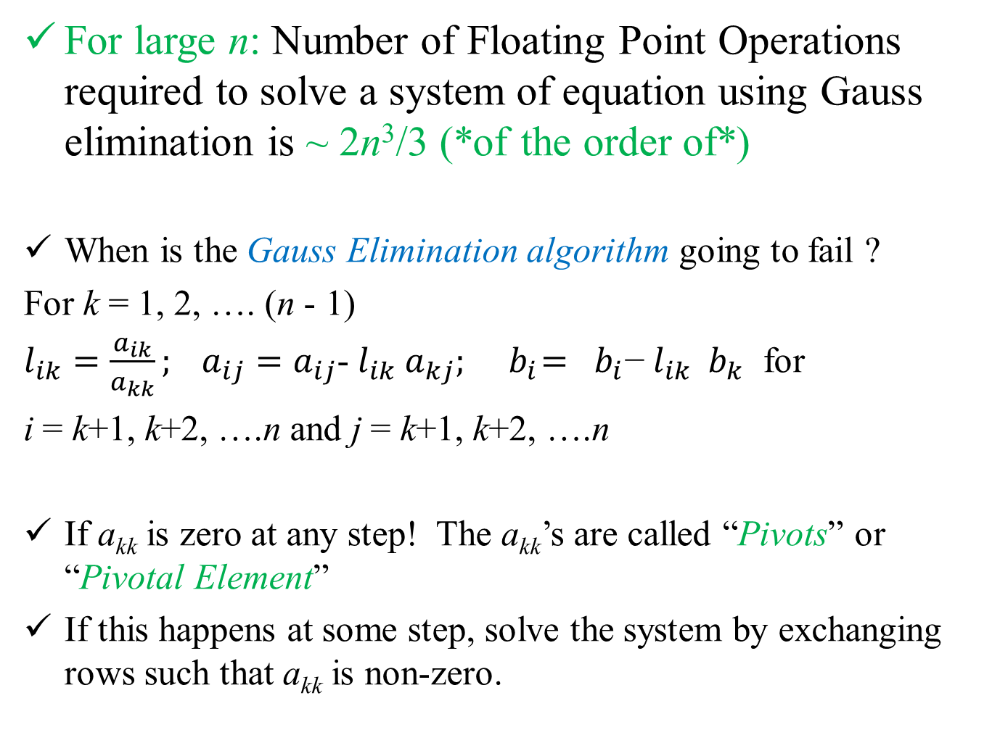 ✓ For large n: Number of Floating Point Operations
required to solve a system of equation using Gauss
elimination is ~ 2n³/3 (*of the order of*)
✓ When is the Gauss Elimination algorithm going to fail ?
For k = 1, 2, …. (n - 1)
l_{ik} = a_{ik}/a_{kk}; a_{ij} = a_{ij}- l_{ik} a_{kj}; b_i = b_i − l_{ik} b_k for
i = k+1, k+2, ….n and j = k+1, k+2, ….n
✓ If a_{kk} is zero at any step! The a_{kk}’s are called “Pivots” or
“Pivotal Element”
✓ If this happens at some step, solve the system by exchanging
rows such that a_{kk} is non-zero.